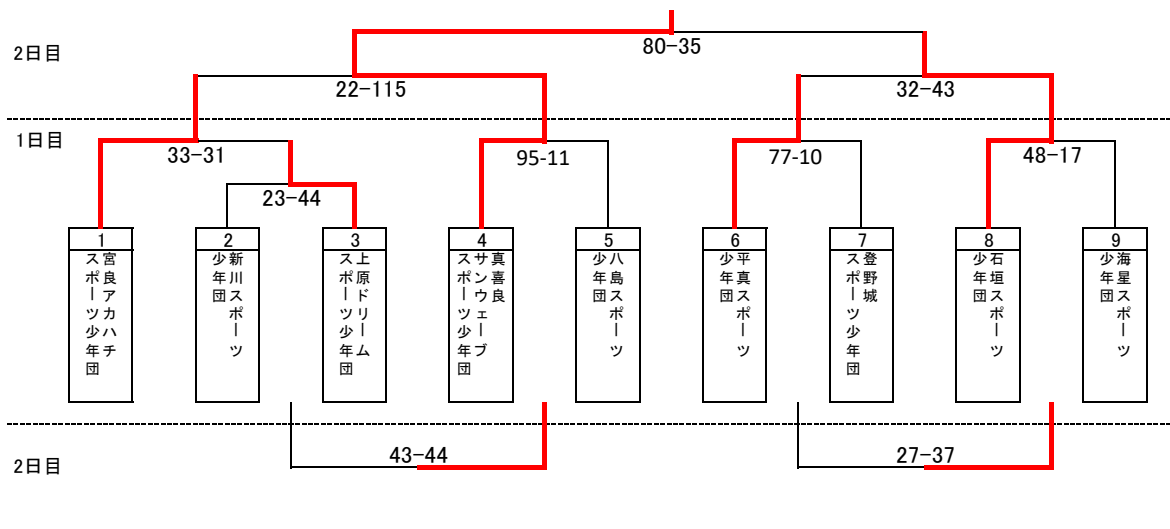 2日目
80-35
22-115
32-43
1日目
33-31
95-11
77-10
48-17
23-44
1
2
3
4
5
6
7
8
9
宮良アカハチ
スポーツ少年団
新川スポーツ
少年団
上原ドリーム
スポーツ少年団
真喜良
サンウェーブ
スポーツ少年団
八島スポーツ
少年団
平真スポーツ
少年団
登野城
スポーツ少年団
石垣スポーツ
少年団
海星スポーツ
少年団
43-44
27-37
2日目